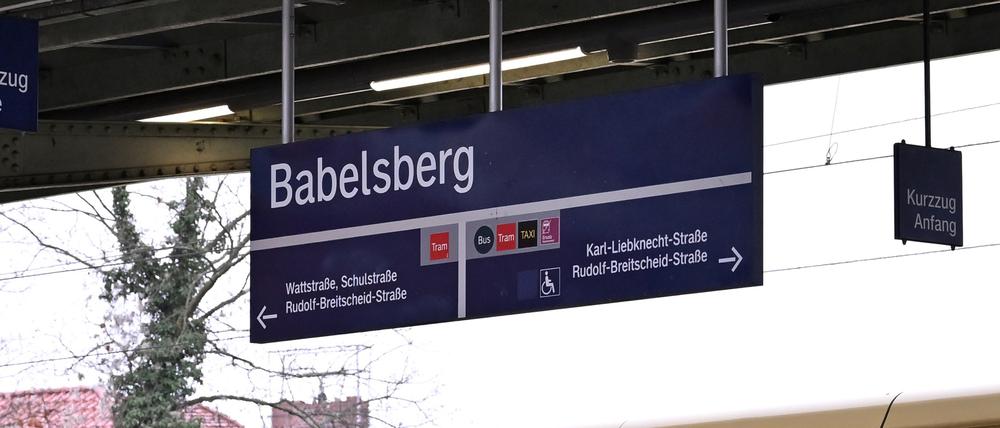 zug
Babelsberg
Tram
Bus Tram TAXI
Wattstraße, Schulstraße
Rudolf-Breitscheid-Straße
Karl-Liebknecht-Straße
Rudolf-Breitscheid-Straße
Kurzzug
Anfang